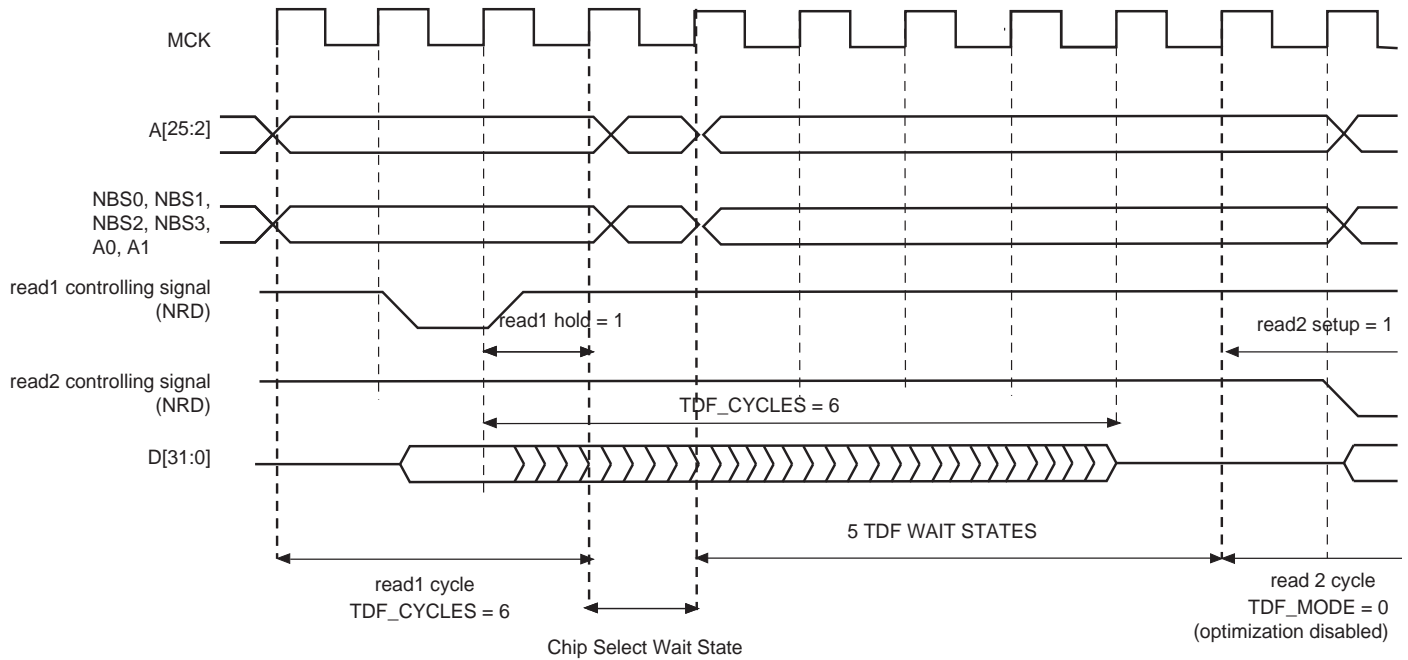 MCK
A[25:2]
NBS0, NBS1,
NBS2, NBS3,
A0, A1
read1 controlling signal
(NRD)
read1 hold = 1
read2 setup = 1
read2 controlling signal
(NRD)
TDF_CYCLES = 6
D[31:0]
5 TDF WAIT STATES
read1 cycle
TDF_CYCLES = 6
Chip Select Wait State
read 2 cycle
TDF_MODE = 0
(optimization disabled)